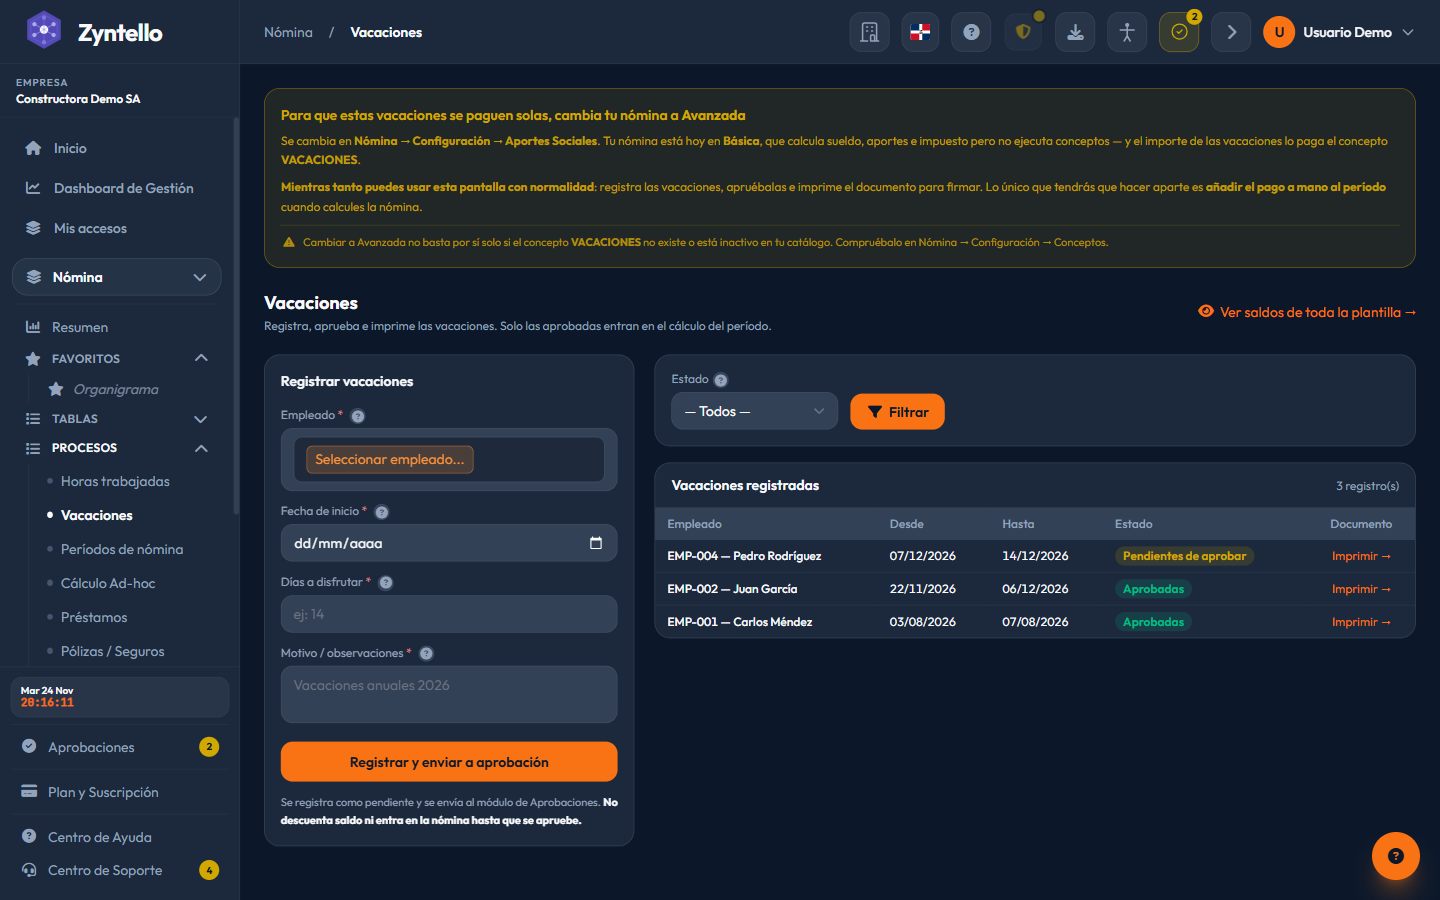 Zyntello
Nómina / Vacaciones
2
U Usuario Demo
EMPRESA
Constructora Demo SA
Inicio
Dashboard de Gestión
Mis accesos
Nómina
Resumen
FAVORITOS
Organigrama
TABLAS
PROCESOS
Horas trabajadas
Vacaciones
Períodos de nómina
Cálculo Ad-hoc
Préstamos
Pólizas / Seguros
Mar 24 Nov
20:16:11
Aprobaciones 2
Plan y Suscripción
Centro de Ayuda
Centro de Soporte 4
Para que estas vacaciones se paguen solas, cambia tu nómina a Avanzada
Se cambia en Nómina → Configuración → Aportes Sociales. Tu nómina está hoy en Básica, que calcula sueldo, aportes e impuesto pero no ejecuta conceptos — y el importe de las vacaciones lo paga el concepto
VACACIONES.
Mientras tanto puedes usar esta pantalla con normalidad: registra las vacaciones, apruébalas e imprime el documento para firmar. Lo único que tendrás que hacer aparte es añadir el pago a mano al período
cuando calcules la nómina.
Cambiar a Avanzada no basta por sí solo si el concepto VACACIONES no existe o está inactivo en tu catálogo. Compruébalo en Nómina → Configuración → Conceptos.
Vacaciones
Registra, aprueba e imprime las vacaciones. Solo las aprobadas entran en el cálculo del período.
Ver saldos de toda la plantilla →
Registrar vacaciones
Empleado * ?
Seleccionar empleado...
Fecha de inicio * ?
dd/mm/aaaa
Días a disfrutar * ?
ej: 14
Motivo / observaciones * ?
Vacaciones anuales 2026
Registrar y enviar a aprobación
Se registra como pendiente y se envía al módulo de Aprobaciones. No
descuenta saldo ni entra en la nómina hasta que se apruebe.
Estado ?
— Todos —
Filtrar
Vacaciones registradas
3 registro(s)
Empleado Desde Hasta Estado Documento
EMP-004 — Pedro Rodríguez 07/12/2026 14/12/2026 Pendientes de aprobar Imprimir →
EMP-002 — Juan García 22/11/2026 06/12/2026 Aprobadas Imprimir →
EMP-001 — Carlos Méndez 03/08/2026 07/08/2026 Aprobadas Imprimir →
?